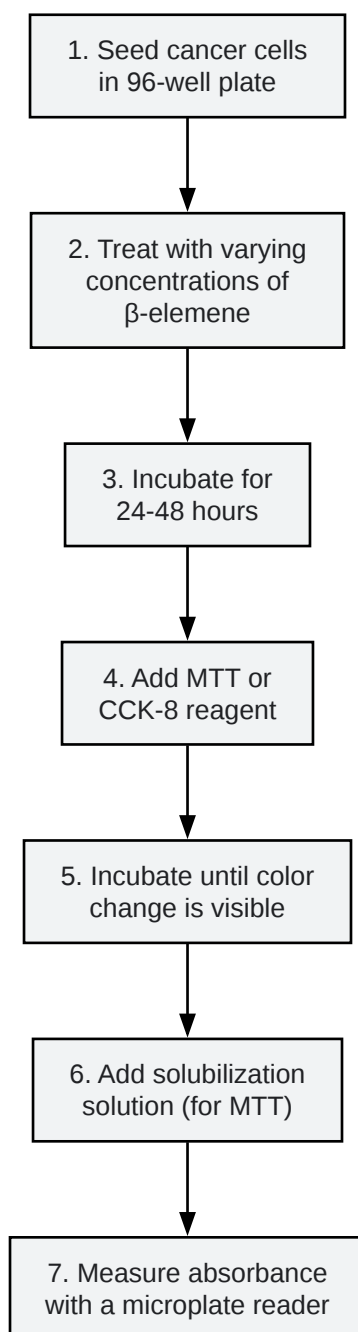 1. Seed cancer cells
in 96-well plate
2. Treat with varying
concentrations of
β-elemene
3. Incubate for
24-48 hours
4. Add MTT or
CCK-8 reagent
5. Incubate until color
change is visible
6. Add solubilization
solution (for MTT)
7. Measure absorbance
with a microplate reader